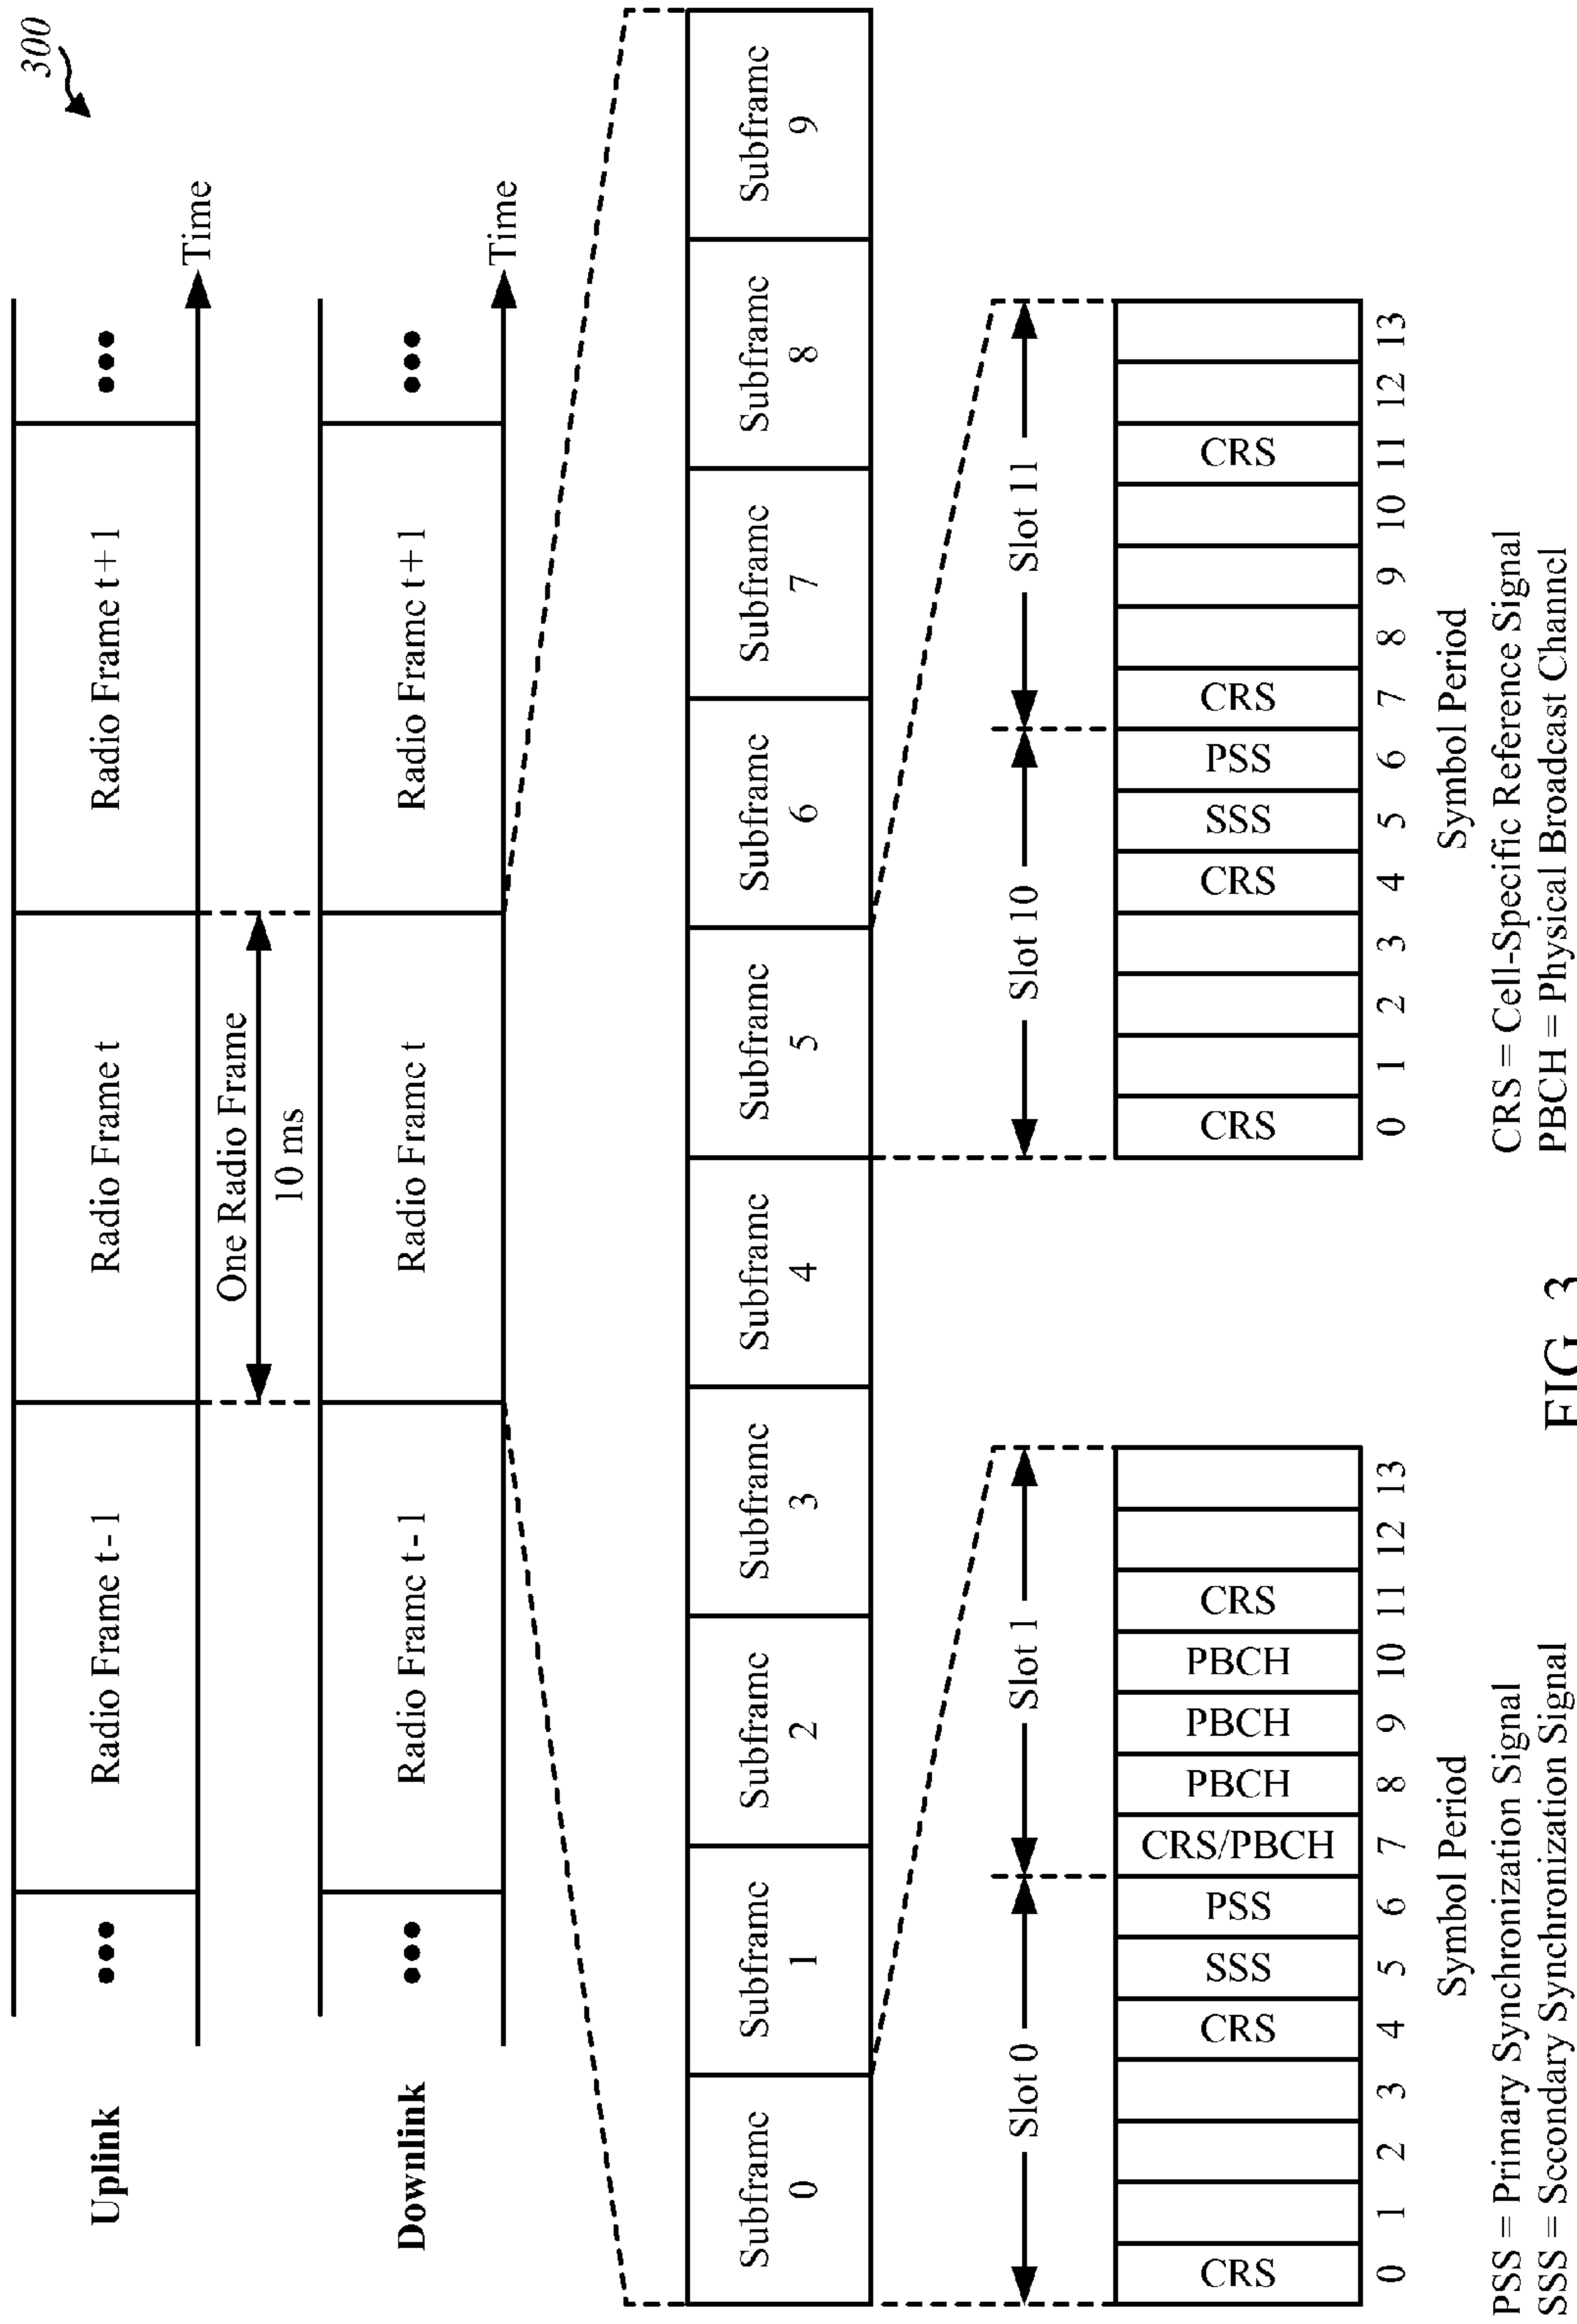 300
Uplink
••• Radio Frame t-1 Radio Frame t Radio Frame t+1 •••
Time
One Radio Frame
10 ms
Downlink
••• Radio Frame t-1 Radio Frame t Radio Frame t+1 •••
Time
Subframe 0 Subframe 1 Subframe 2 Subframe 3 Subframe 4 Subframe 5 Subframe 6 Subframe 7 Subframe 8 Subframe 9
Slot 0 Slot 1
CRS CRS SSS PSS CRS/PBCH PBCH PBCH PBCH CRS
0 1 2 3 4 5 6 7 8 9 10 11 12 13
Symbol Period
Slot 10 Slot 11
CRS CRS SSS PSS CRS CRS
0 1 2 3 4 5 6 7 8 9 10 11 12 13
Symbol Period
PSS = Primary Synchronization Signal
SSS = Secondary Synchronization Signal
CRS = Cell-Specific Reference Signal
PBCH = Physical Broadcast Channel
FIG. 3